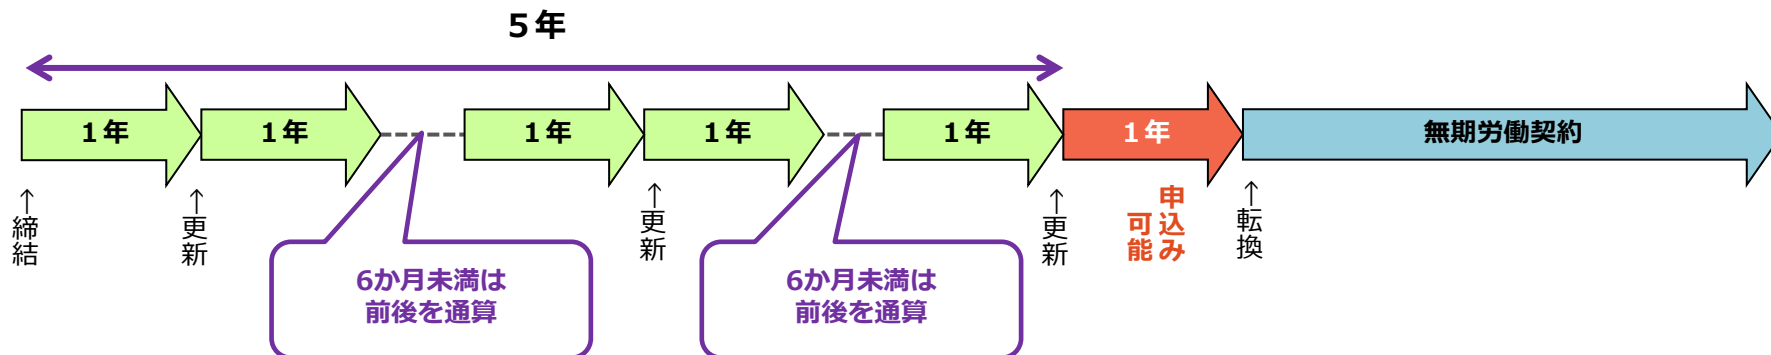 ５年
１年
１年
１年
１年
１年
１年
無期労働契約
↑締結
↑更新
↑更新
↑更新
申込み
可能
↑転換
6か月未満は
前後を通算
6か月未満は
前後を通算